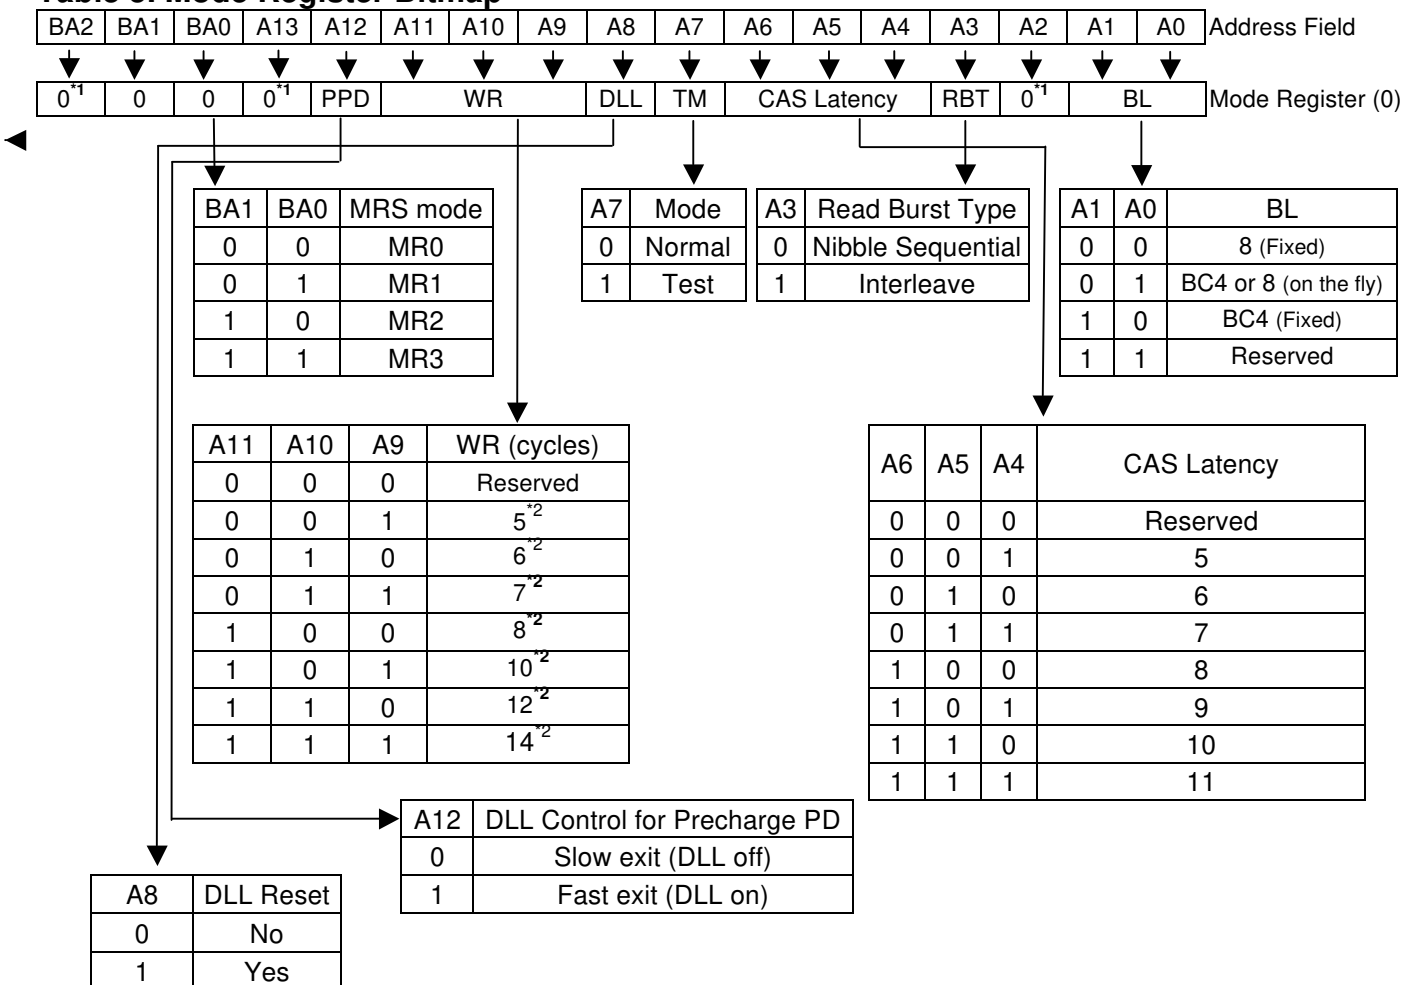 Table 3. Mode Register Bitmap
BA2 BA1 BA0 A13 A12 A11 A10 A9 A8 A7 A6 A5 A4 A3 A2 A1 A0 Address Field
0*1 0 0 0*1 PPD WR DLL TM CAS Latency RBT 0*1 BL Mode Register (0)
BA1 BA0 MRS mode
0 0 MR0
0 1 MR1
1 0 MR2
1 1 MR3
A7 Mode
0 Normal
1 Test
A3 Read Burst Type
0 Nibble Sequential
1 Interleave
A1 A0 BL
0 0 8 (Fixed)
0 1 BC4 or 8 (on the fly)
1 0 BC4 (Fixed)
1 1 Reserved
A11 A10 A9 WR (cycles)
0 0 0 Reserved
0 0 1 5*2
0 1 0 6*2
0 1 1 7*2
1 0 0 8*2
1 0 1 10*2
1 1 0 12*2
1 1 1 14*2
A6 A5 A4 CAS Latency
0 0 0 Reserved
0 0 1 5
0 1 0 6
0 1 1 7
1 0 0 8
1 0 1 9
1 1 0 10
1 1 1 11
A12 DLL Control for Precharge PD
0 Slow exit (DLL off)
1 Fast exit (DLL on)
A8 DLL Reset
0 No
1 Yes